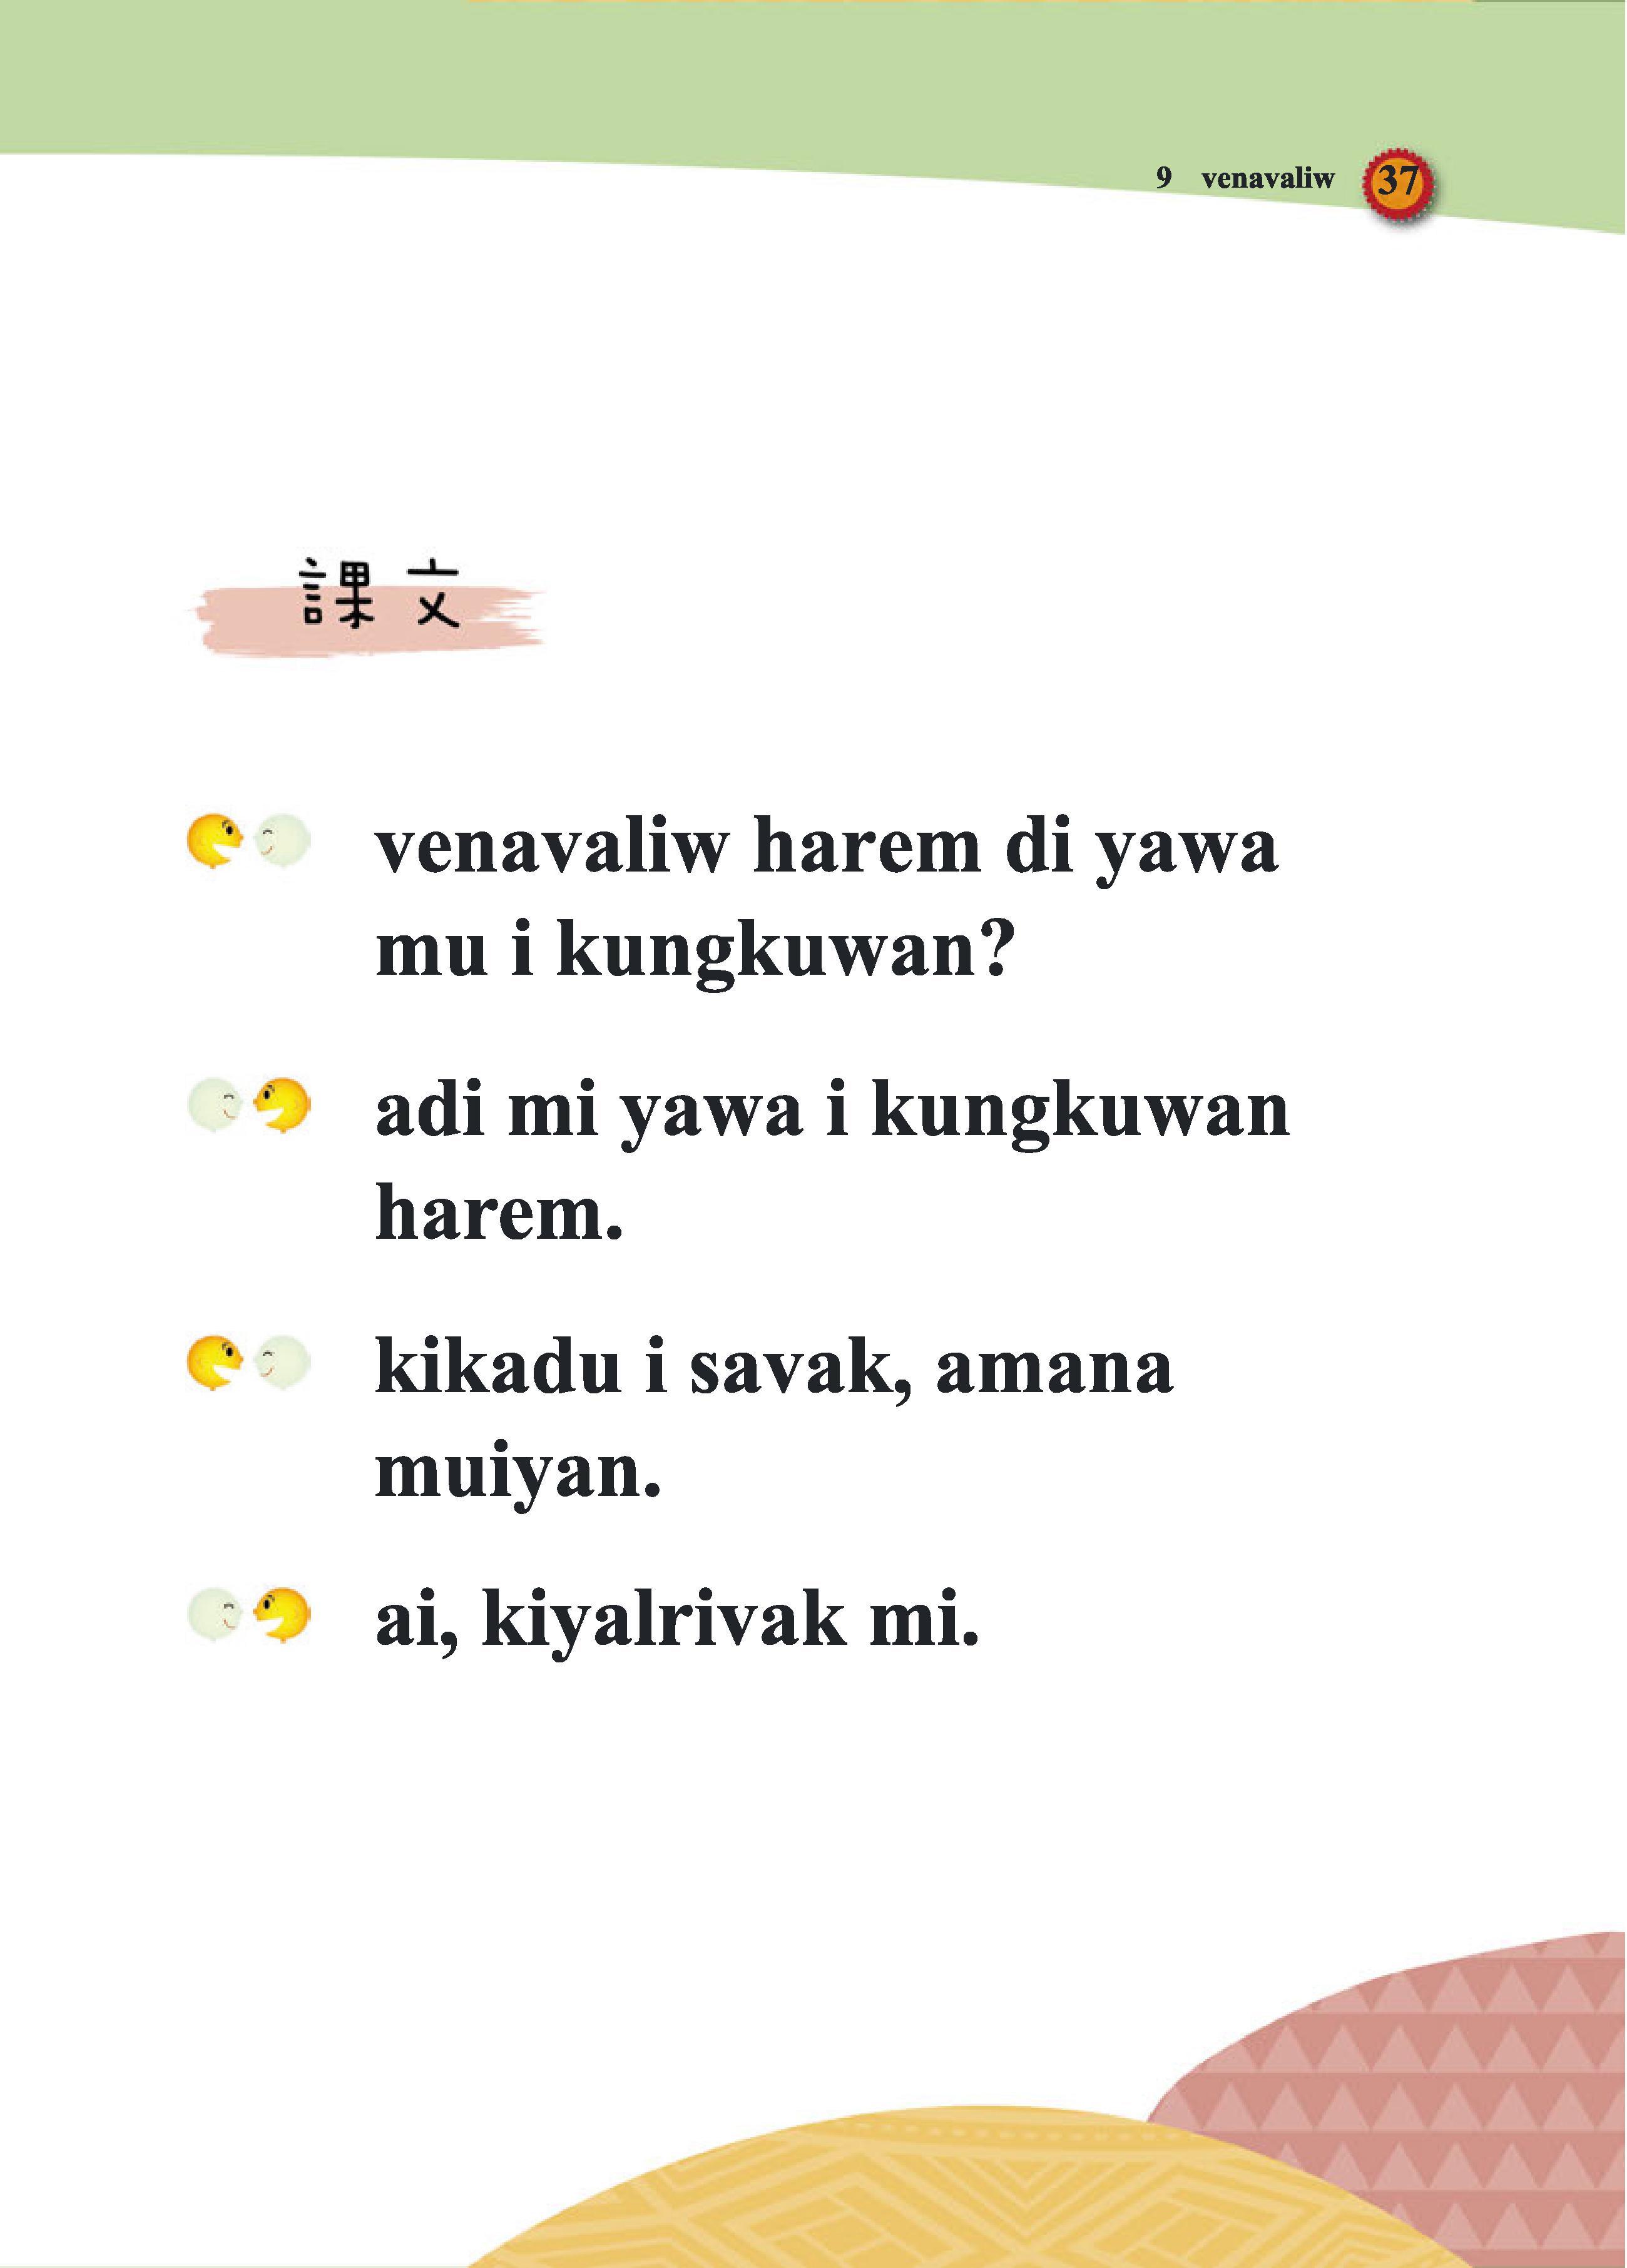 9 venavaliw 37
課文
venavaliw harem di yawa
mu i kungkuwan?
adi mi yawa i kungkuwan
harem.
kikadu i savak, amana
muiyan.
ai, kiyalrivak mi.